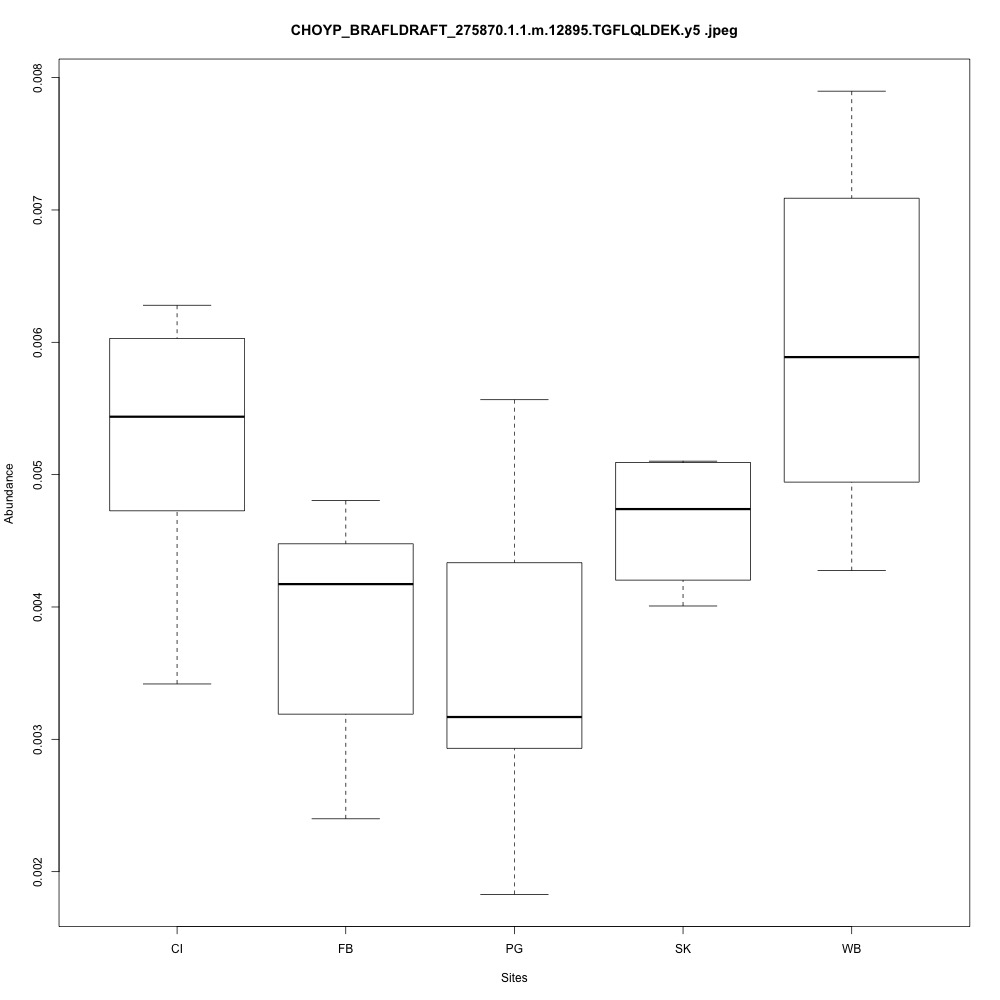 CHOYP_BRAFLDRAFT_275870.1.1.m.12895.TGFLQLDEK.y5 .jpeg
0.008
0.007
0.006
0.005
0.004
0.003
0.002
Abundance
CI FB PG SK WB
Sites